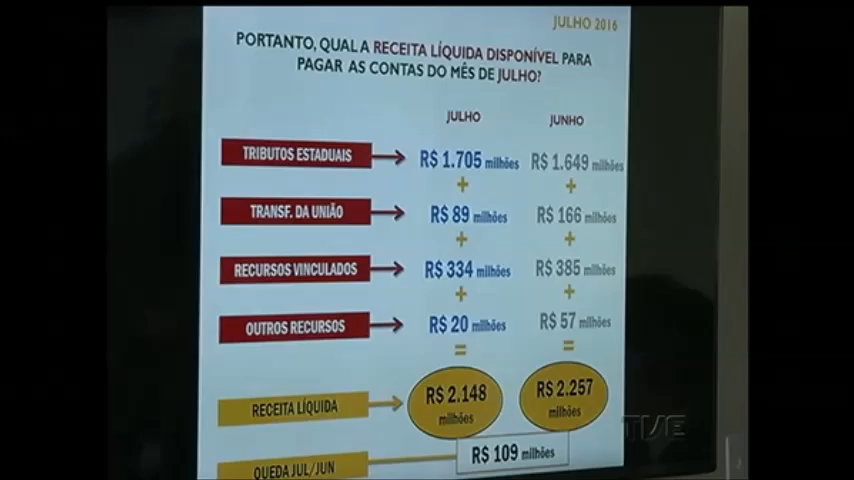 JULHO 2016
PORTANTO, QUAL A RECEITA LÍQUIDA DISPONÍVEL PARA
PAGAR AS CONTAS DO MÊS DE JULHO?
JULHO JUNHO
TRIBUTOS ESTADUAIS R$ 1.705 milhões R$ 1.649 milhões
+ +
TRANSF. DA UNIÃO R$ 89 milhões R$ 166 milhões
+ +
RECURSOS VINCULADOS R$ 334 milhões R$ 385 milhões
+ +
OUTROS RECURSOS R$ 20 milhões R$ 57 milhões
= =
RECEITA LÍQUIDA R$ 2.148 milhões R$ 2.257 milhões
QUEDA JUL/JUN R$ 109 milhões
TVE